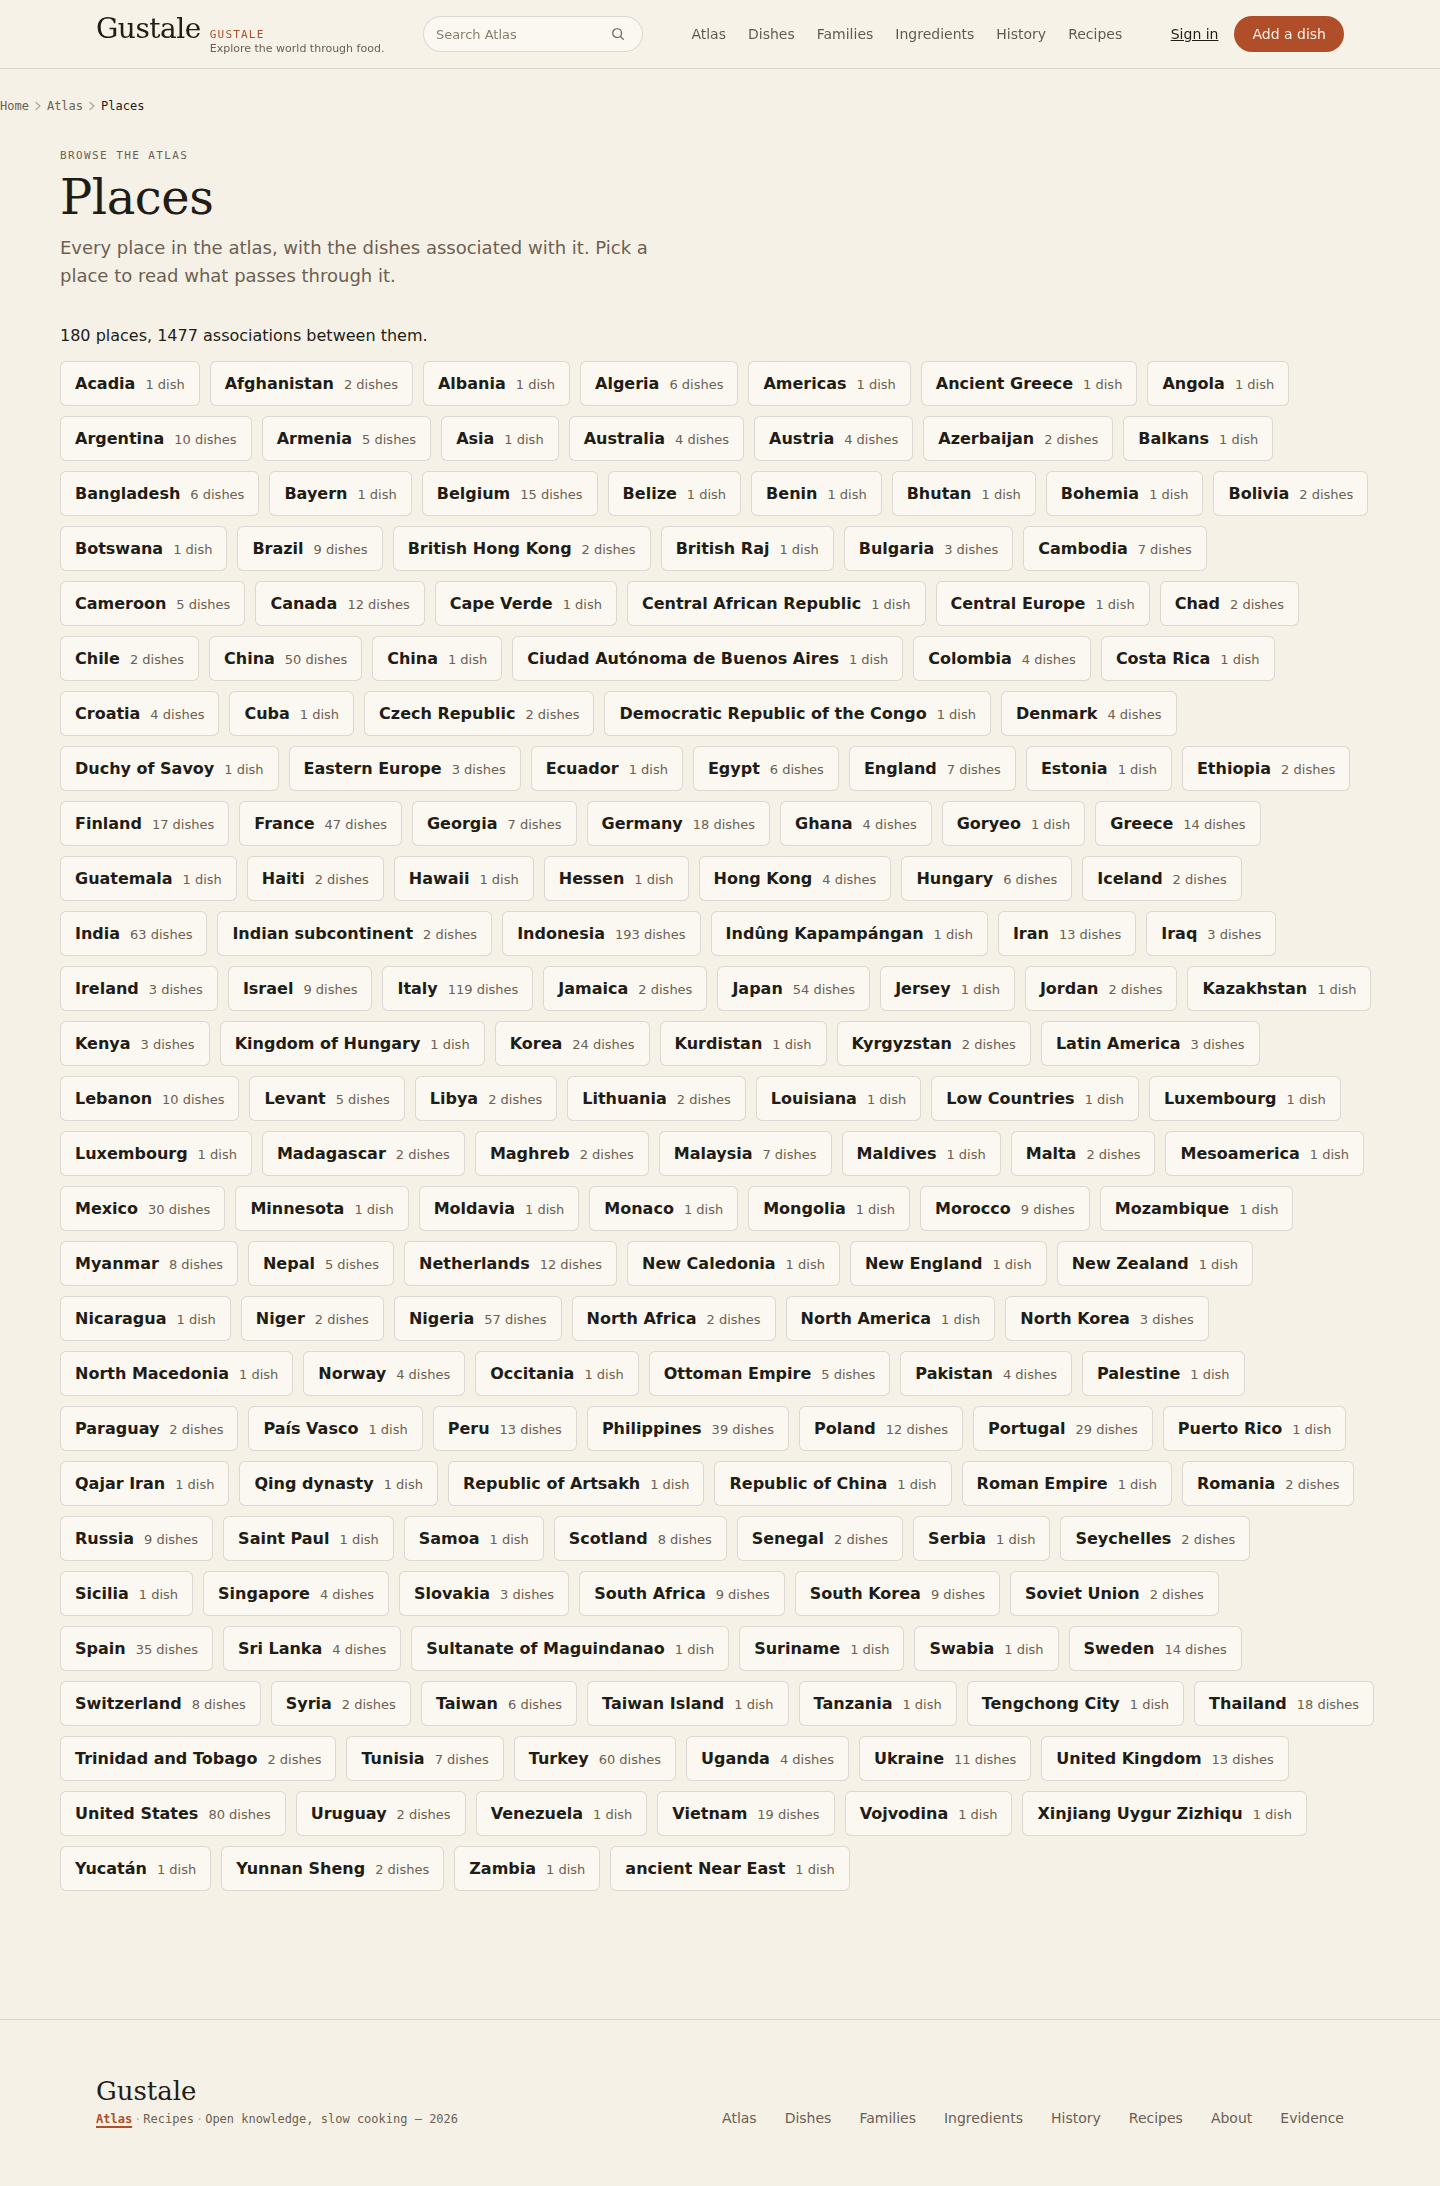 Gustale GUSTALE
Explore the world through food.
Search Atlas
Atlas Dishes Families Ingredients History Recipes Sign in Add a dish
Home > Atlas > Places
BROWSE THE ATLAS
Places
Every place in the atlas, with the dishes associated with it. Pick a
place to read what passes through it.
180 places, 1477 associations between them.
Acadia 1 dish Afghanistan 2 dishes Albania 1 dish Algeria 6 dishes Americas 1 dish Ancient Greece 1 dish Angola 1 dish
Argentina 10 dishes Armenia 5 dishes Asia 1 dish Australia 4 dishes Austria 4 dishes Azerbaijan 2 dishes Balkans 1 dish
Bangladesh 6 dishes Bayern 1 dish Belgium 15 dishes Belize 1 dish Benin 1 dish Bhutan 1 dish Bohemia 1 dish Bolivia 2 dishes
Botswana 1 dish Brazil 9 dishes British Hong Kong 2 dishes British Raj 1 dish Bulgaria 3 dishes Cambodia 7 dishes
Cameroon 5 dishes Canada 12 dishes Cape Verde 1 dish Central African Republic 1 dish Central Europe 1 dish Chad 2 dishes
Chile 2 dishes China 50 dishes China 1 dish Ciudad Autónoma de Buenos Aires 1 dish Colombia 4 dishes Costa Rica 1 dish
Croatia 4 dishes Cuba 1 dish Czech Republic 2 dishes Democratic Republic of the Congo 1 dish Denmark 4 dishes
Duchy of Savoy 1 dish Eastern Europe 3 dishes Ecuador 1 dish Egypt 6 dishes England 7 dishes Estonia 1 dish Ethiopia 2 dishes
Finland 17 dishes France 47 dishes Georgia 7 dishes Germany 18 dishes Ghana 4 dishes Goryeo 1 dish Greece 14 dishes
Guatemala 1 dish Haiti 2 dishes Hawaii 1 dish Hessen 1 dish Hong Kong 4 dishes Hungary 6 dishes Iceland 2 dishes
India 63 dishes Indian subcontinent 2 dishes Indonesia 193 dishes Indûng Kapampángan 1 dish Iran 13 dishes Iraq 3 dishes
Ireland 3 dishes Israel 9 dishes Italy 119 dishes Jamaica 2 dishes Japan 54 dishes Jersey 1 dish Jordan 2 dishes Kazakhstan 1 dish
Kenya 3 dishes Kingdom of Hungary 1 dish Korea 24 dishes Kurdistan 1 dish Kyrgyzstan 2 dishes Latin America 3 dishes
Lebanon 10 dishes Levant 5 dishes Libya 2 dishes Lithuania 2 dishes Louisiana 1 dish Low Countries 1 dish Luxembourg 1 dish
Luxembourg 1 dish Madagascar 2 dishes Maghreb 2 dishes Malaysia 7 dishes Maldives 1 dish Malta 2 dishes Mesoamerica 1 dish
Mexico 30 dishes Minnesota 1 dish Moldavia 1 dish Monaco 1 dish Mongolia 1 dish Morocco 9 dishes Mozambique 1 dish
Myanmar 8 dishes Nepal 5 dishes Netherlands 12 dishes New Caledonia 1 dish New England 1 dish New Zealand 1 dish
Nicaragua 1 dish Niger 2 dishes Nigeria 57 dishes North Africa 2 dishes North America 1 dish North Korea 3 dishes
North Macedonia 1 dish Norway 4 dishes Occitania 1 dish Ottoman Empire 5 dishes Pakistan 4 dishes Palestine 1 dish
Paraguay 2 dishes País Vasco 1 dish Peru 13 dishes Philippines 39 dishes Poland 12 dishes Portugal 29 dishes Puerto Rico 1 dish
Qajar Iran 1 dish Qing dynasty 1 dish Republic of Artsakh 1 dish Republic of China 1 dish Roman Empire 1 dish Romania 2 dishes
Russia 9 dishes Saint Paul 1 dish Samoa 1 dish Scotland 8 dishes Senegal 2 dishes Serbia 1 dish Seychelles 2 dishes
Sicilia 1 dish Singapore 4 dishes Slovakia 3 dishes South Africa 9 dishes South Korea 9 dishes Soviet Union 2 dishes
Spain 35 dishes Sri Lanka 4 dishes Sultanate of Maguindanao 1 dish Suriname 1 dish Swabia 1 dish Sweden 14 dishes
Switzerland 8 dishes Syria 2 dishes Taiwan 6 dishes Taiwan Island 1 dish Tanzania 1 dish Tengchong City 1 dish Thailand 18 dishes
Trinidad and Tobago 2 dishes Tunisia 7 dishes Turkey 60 dishes Uganda 4 dishes Ukraine 11 dishes United Kingdom 13 dishes
United States 80 dishes Uruguay 2 dishes Venezuela 1 dish Vietnam 19 dishes Vojvodina 1 dish Xinjiang Uygur Zizhiqu 1 dish
Yucatán 1 dish Yunnan Sheng 2 dishes Zambia 1 dish ancient Near East 1 dish
Gustale
Atlas · Recipes · Open knowledge, slow cooking — 2026
Atlas Dishes Families Ingredients History Recipes About Evidence